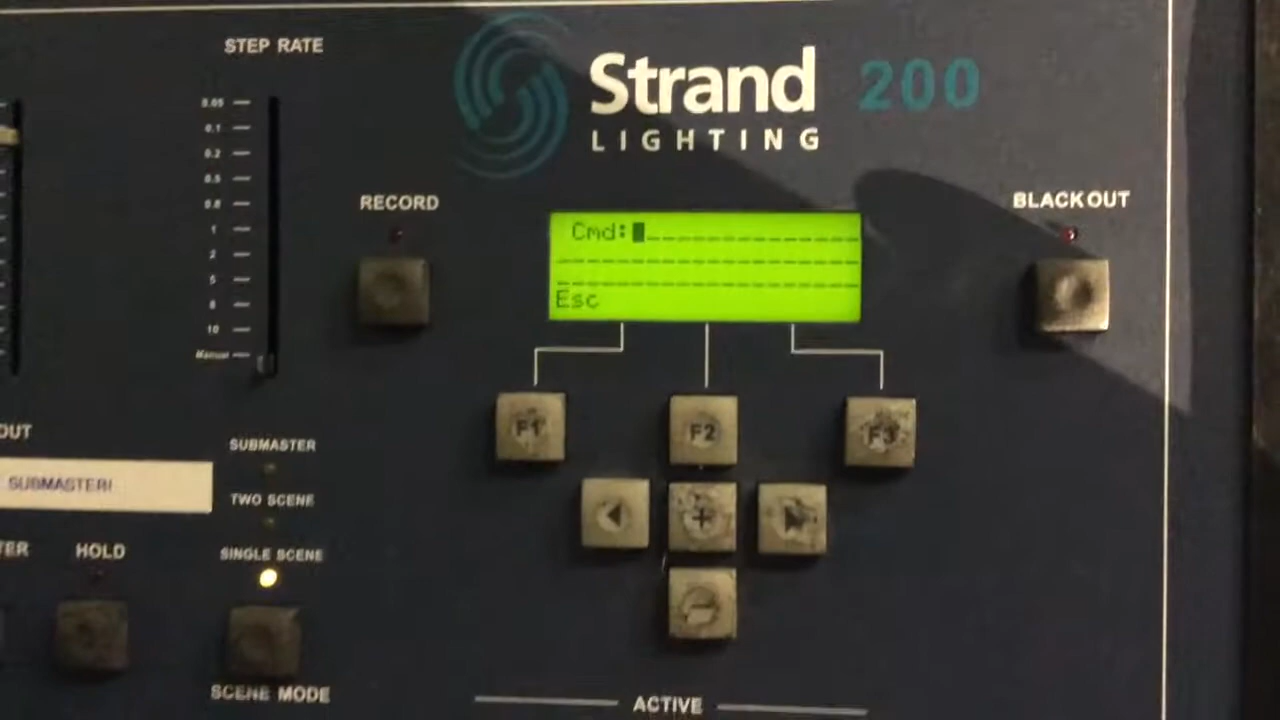 STEP RATE
Strand 200
LIGHTING
0.05
0.1
0.2
0.5
0.8
1
2
5
8
10
Manual
RECORD
BLACKOUT
Cmd:
Esc
F1
F2
F3
+
-
OUT
SUBMASTER
SUBMASTER
TWO SCENE
TER
HOLD
SINGLE SCENE
SCENE MODE
ACTIVE